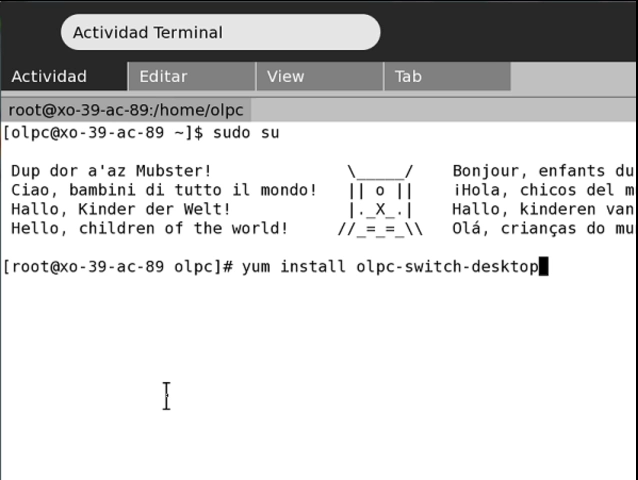 Actividad Terminal
Actividad Editar View Tab
root@xo-39-ac-89:/home/olpc
[olpc@xo-39-ac-89 ~]$ sudo su
Dup dor a'az Mubster!               \_____/    Bonjour, enfants du
Ciao, bambini di tutto il mondo!   || o ||    ¡Hola, chicos del m
Hallo, Kinder der Welt!            |._X_.|    Hallo, kinderen van
Hello, children of the world!     //_=_=_\\   Olá, crianças do mu
[root@xo-39-ac-89 olpc]# yum install olpc-switch-desktop